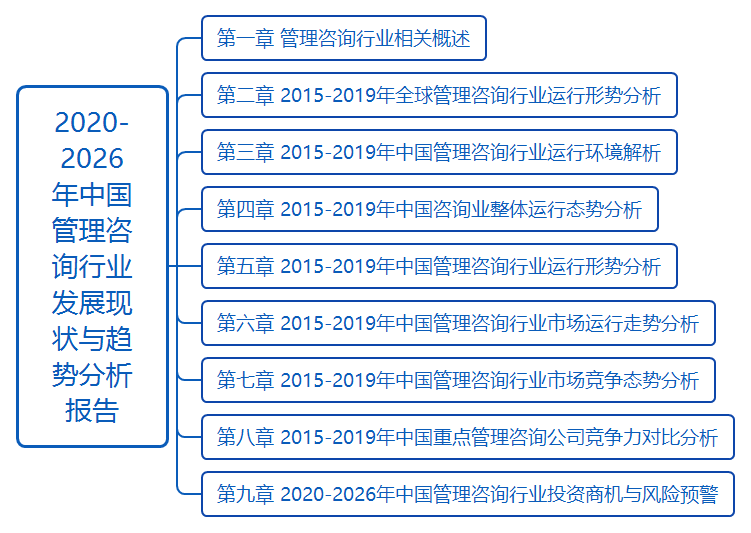 2020-
2026
年中国
管理咨
询行业
发展现
状与趋
势分析
报告
第一章 管理咨询行业相关概述
第二章 2015-2019年全球管理咨询行业运行形势分析
第三章 2015-2019年中国管理咨询行业运行环境解析
第四章 2015-2019年中国咨询业整体运行态势分析
第五章 2015-2019年中国管理咨询行业运行形势分析
第六章 2015-2019年中国管理咨询行业市场运行走势分析
第七章 2015-2019年中国管理咨询行业市场竞争态势分析
第八章 2015-2019年中国重点管理咨询公司竞争力对比分析
第九章 2020-2026年中国管理咨询行业投资商机与风险预警